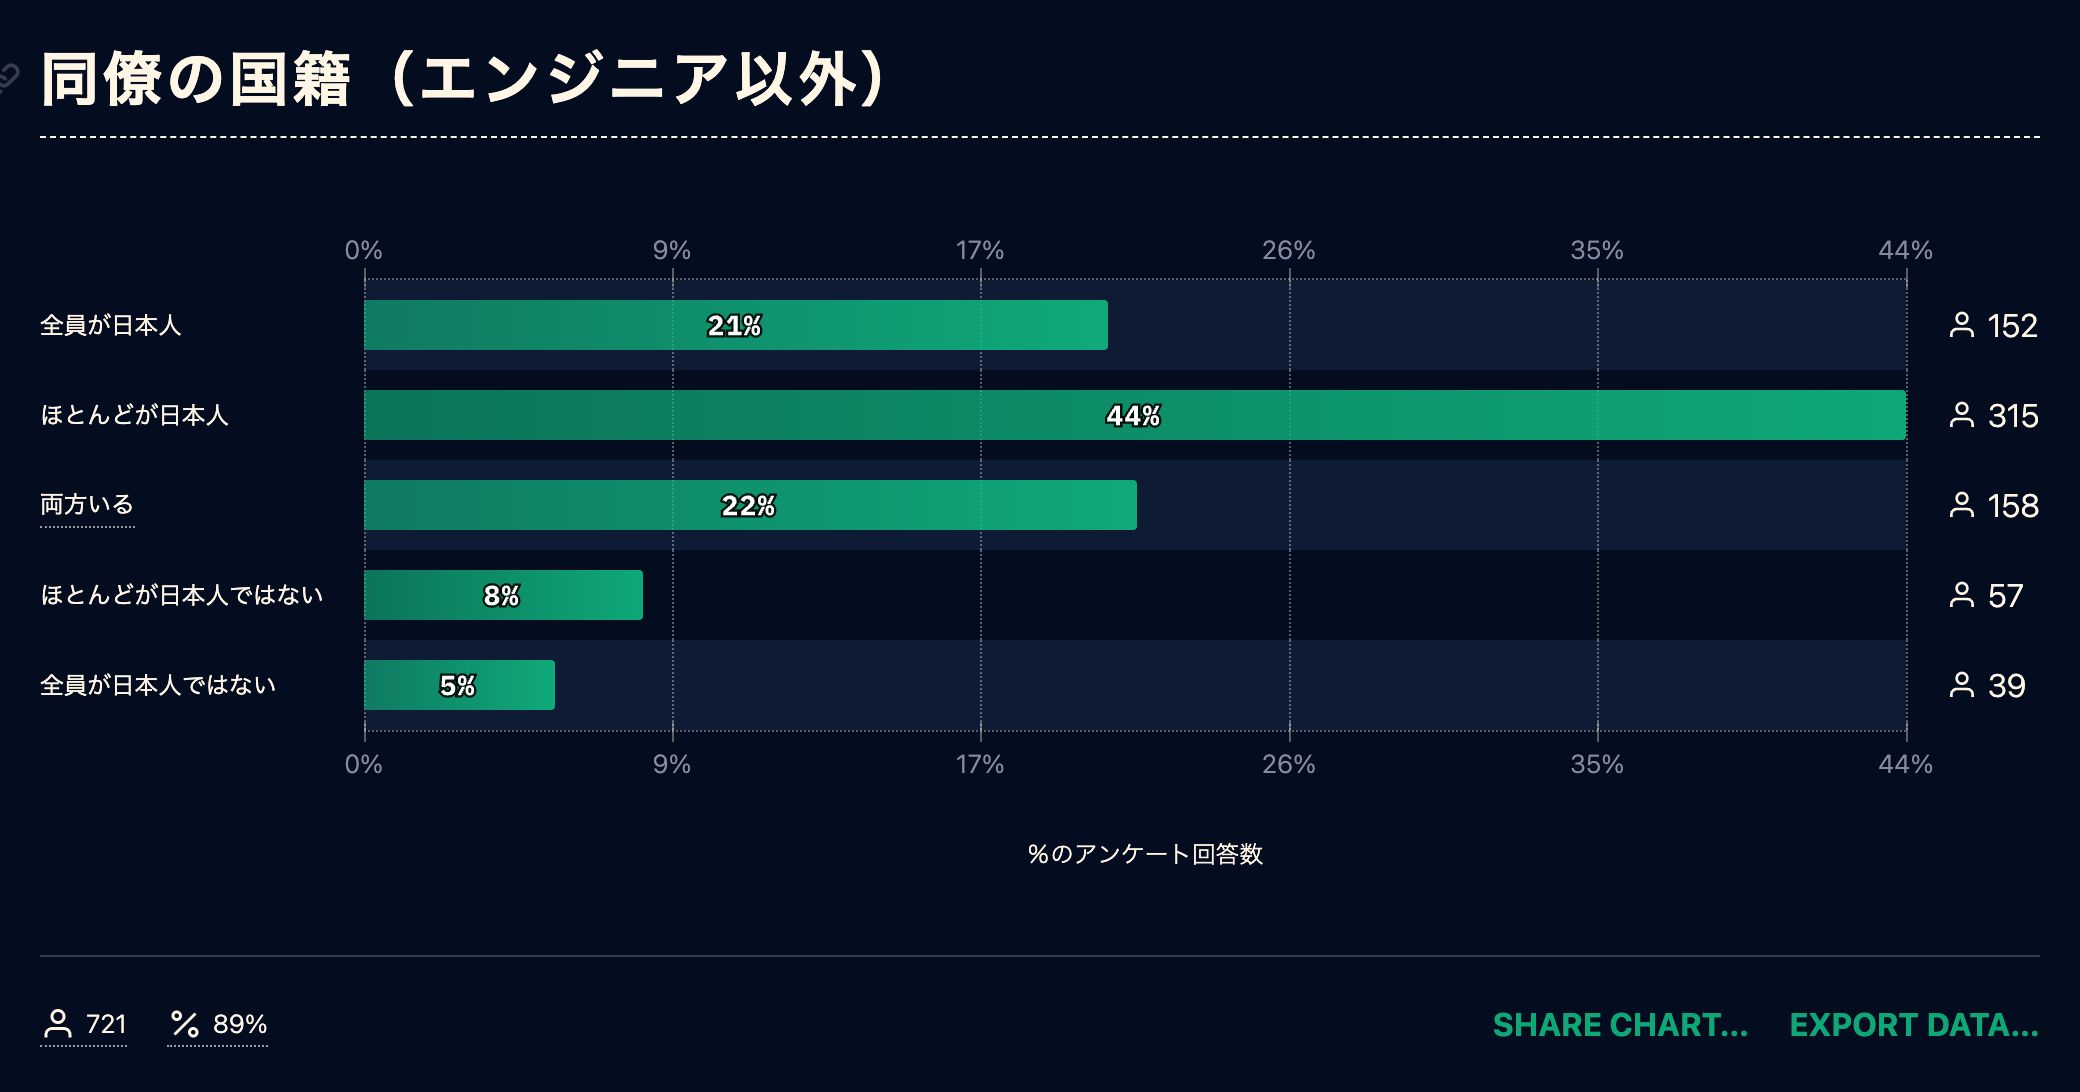 同僚の国籍（エンジニア以外）
0% 9% 17% 26% 35% 44%
全員が日本人 21% 152
ほとんどが日本人 44% 315
両方いる 22% 158
ほとんどが日本人ではない 8% 57
全員が日本人ではない 5% 39
0% 9% 17% 26% 35% 44%
%のアンケート回答数
721 89% SHARE CHART... EXPORT DATA...